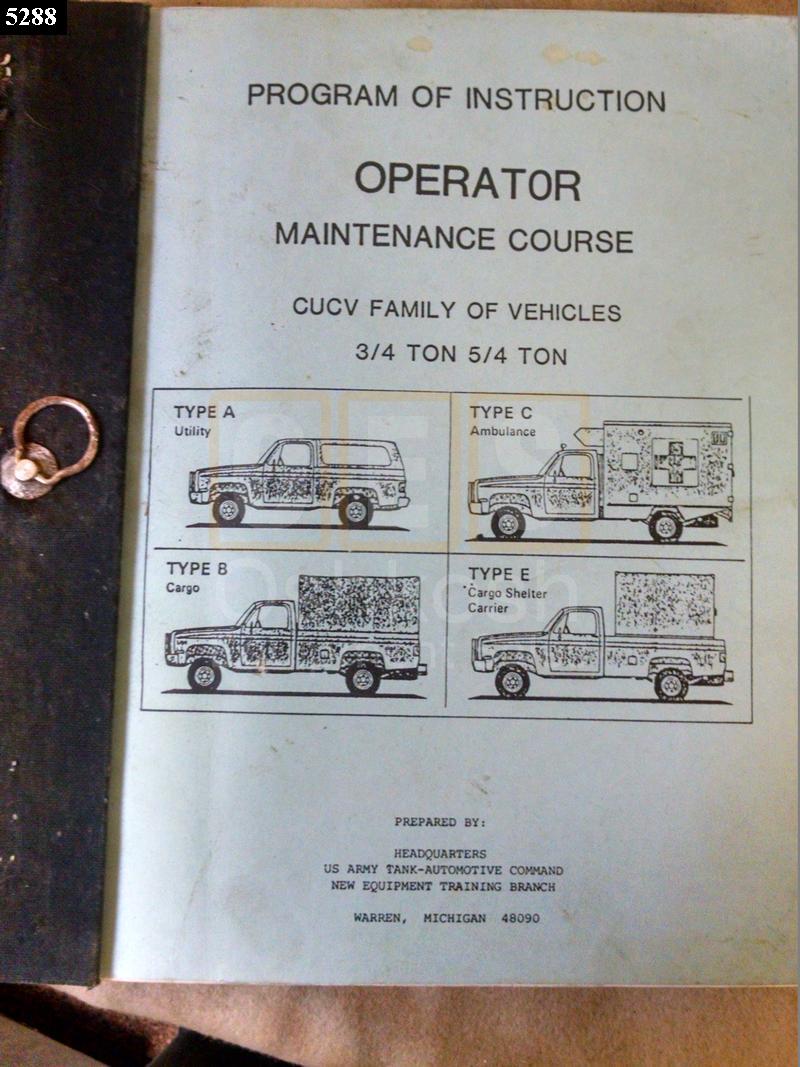 5288
PROGRAM OF INSTRUCTION
OPERATOR
MAINTENANCE COURSE
CUCV FAMILY OF VEHICLES
3/4 TON 5/4 TON
TYPE A
Utility
TYPE C
Ambulance
TYPE B
Cargo
TYPE E
Cargo Shelter
Carrier
OES
Oshkosh
PREPARED BY:
HEADQUARTERS
US ARMY TANK-AUTOMOTIVE COMMAND
NEW EQUIPMENT TRAINING BRANCH
WARREN, MICHIGAN 48090